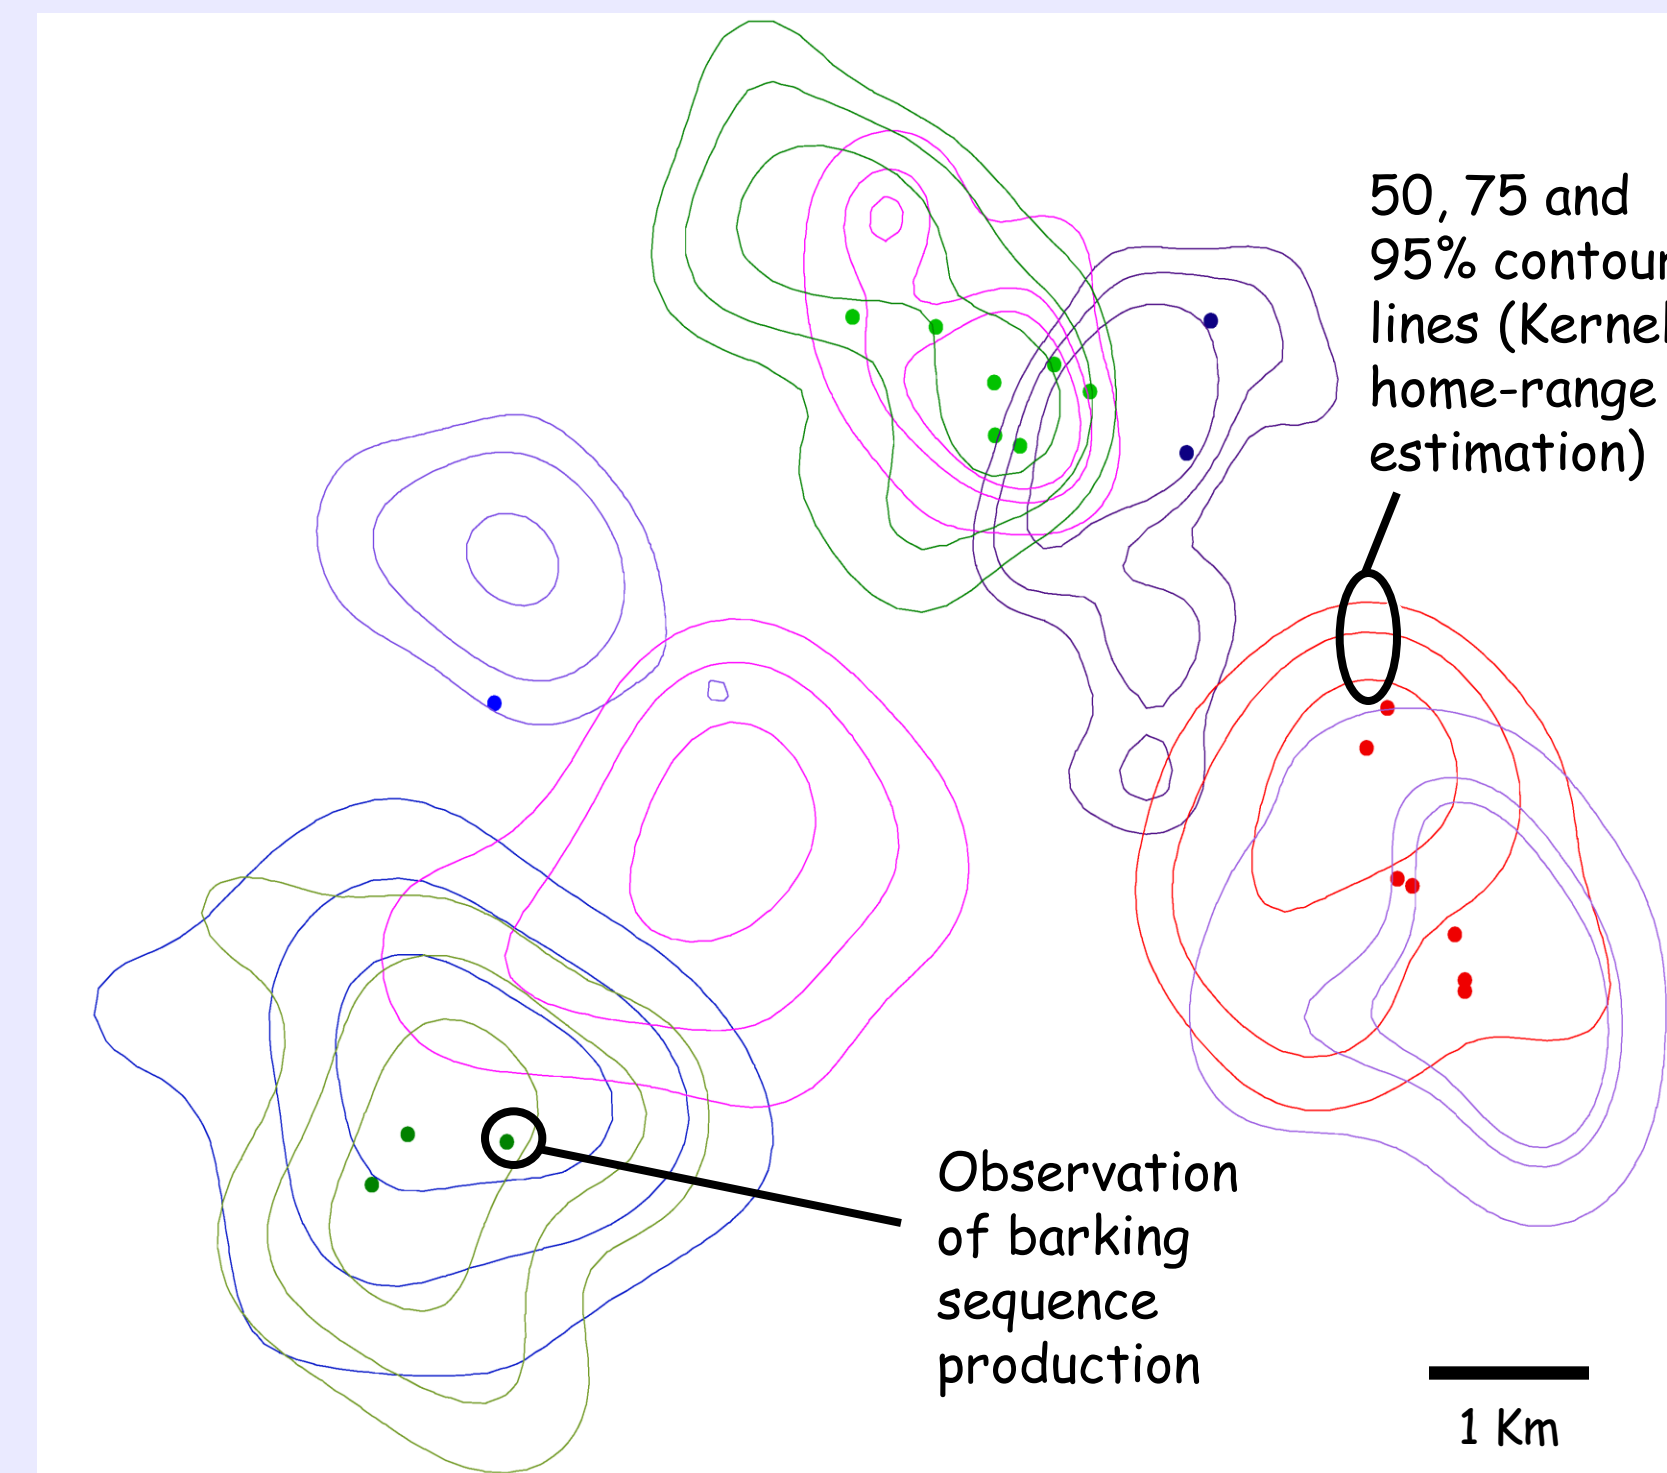 50, 75 and
95% contour
lines (Kernel
home-range
estimation)
Observation
of barking
sequence
production
1 Km